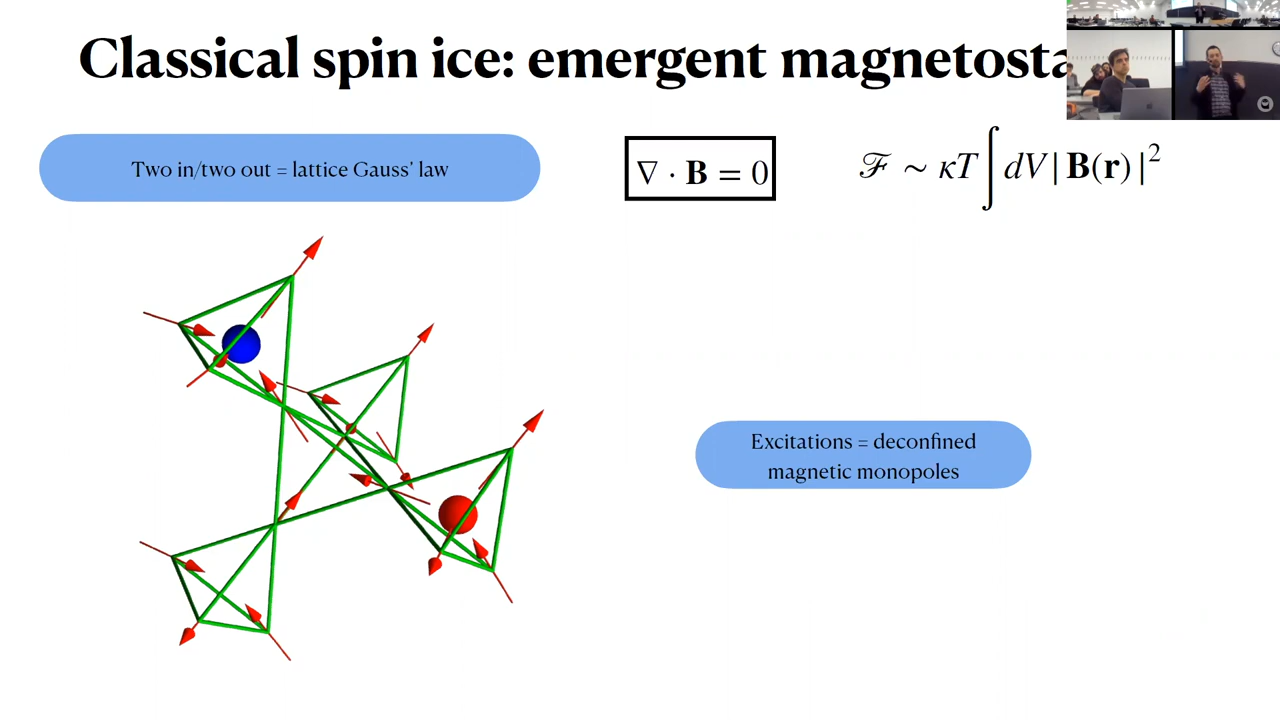 Classical spin ice: emergent magnetosta
Two in/two out = lattice Gauss' law
∇ · B = 0
ℱ ~ κT ∫ dV| B(r) |²
Excitations = deconfined
magnetic monopoles